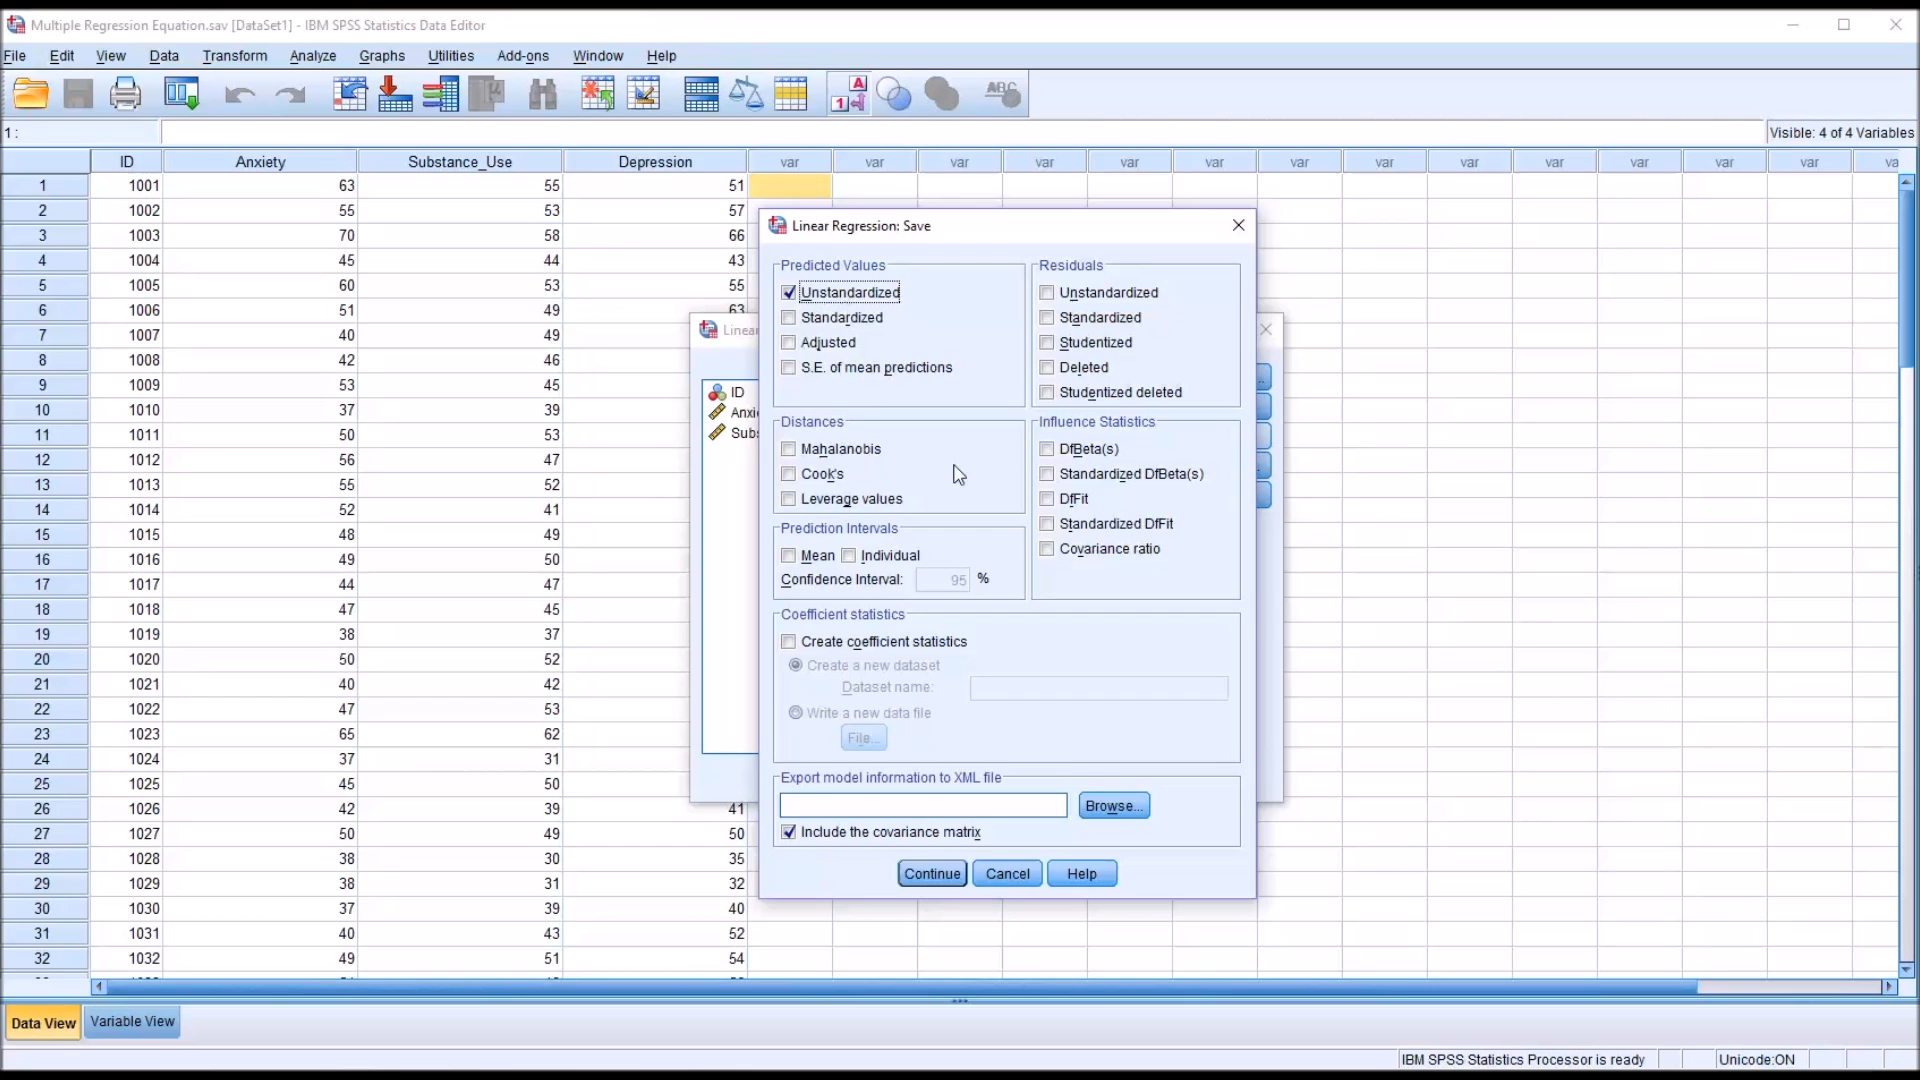 Multiple Regression Equation.sav [DataSet1] - IBM SPSS Statistics Data Editor
File Edit View Data Transform Analyze Graphs Utilities Add-ons Window Help
1 A ABC
1 : Visible: 4 of 4 Variables
ID Anxiety Substance_Use Depression var var var var var var var var var var var var var va
1 1001 63 55 51
2 1002 55 53 57
3 1003 70 58 66
4 1004 45 44 43
5 1005 60 53 55
6 1006 51 49 63
7 1007 40 49
8 1008 42 46
9 1009 53 45
10 1010 37 39
11 1011 50 53
12 1012 56 47
13 1013 55 52
14 1014 52 41
15 1015 48 49
16 1016 49 50
17 1017 44 47
18 1018 47 45
19 1019 38 37
20 1020 50 52
21 1021 40 42
22 1022 47 53
23 1023 65 62
24 1024 37 31
25 1025 45 50
26 1026 42 39 41
27 1027 50 49 50
28 1028 38 30 35
29 1029 38 31 32
30 1030 37 39 40
31 1031 40 43 52
32 1032 49 51 54
Linea
ID
Anxi
Subs
Linear Regression: Save
Predicted Values
Unstandardized
Standardized
Adjusted
S.E. of mean predictions
Residuals
Unstandardized
Standardized
Studentized
Deleted
Studentized deleted
Distances
Mahalanobis
Cook's
Leverage values
Influence Statistics
DfBeta(s)
Standardized DfBeta(s)
DfFit
Standardized DfFit
Covariance ratio
Prediction Intervals
Mean Individual
Confidence Interval: 95 %
Coefficient statistics
Create coefficient statistics
Create a new dataset
Dataset name:
Write a new data file
File...
Export model information to XML file
Browse...
Include the covariance matrix
Continue Cancel Help
Data View Variable View
IBM SPSS Statistics Processor is ready Unicode:ON